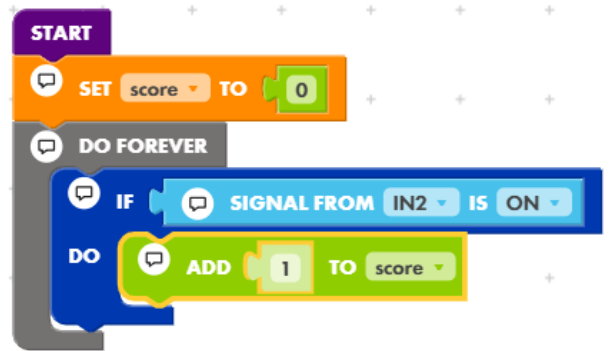 START
SET score TO 0
DO FOREVER
IF SIGNAL FROM IN2 IS ON
DO ADD 1 TO score